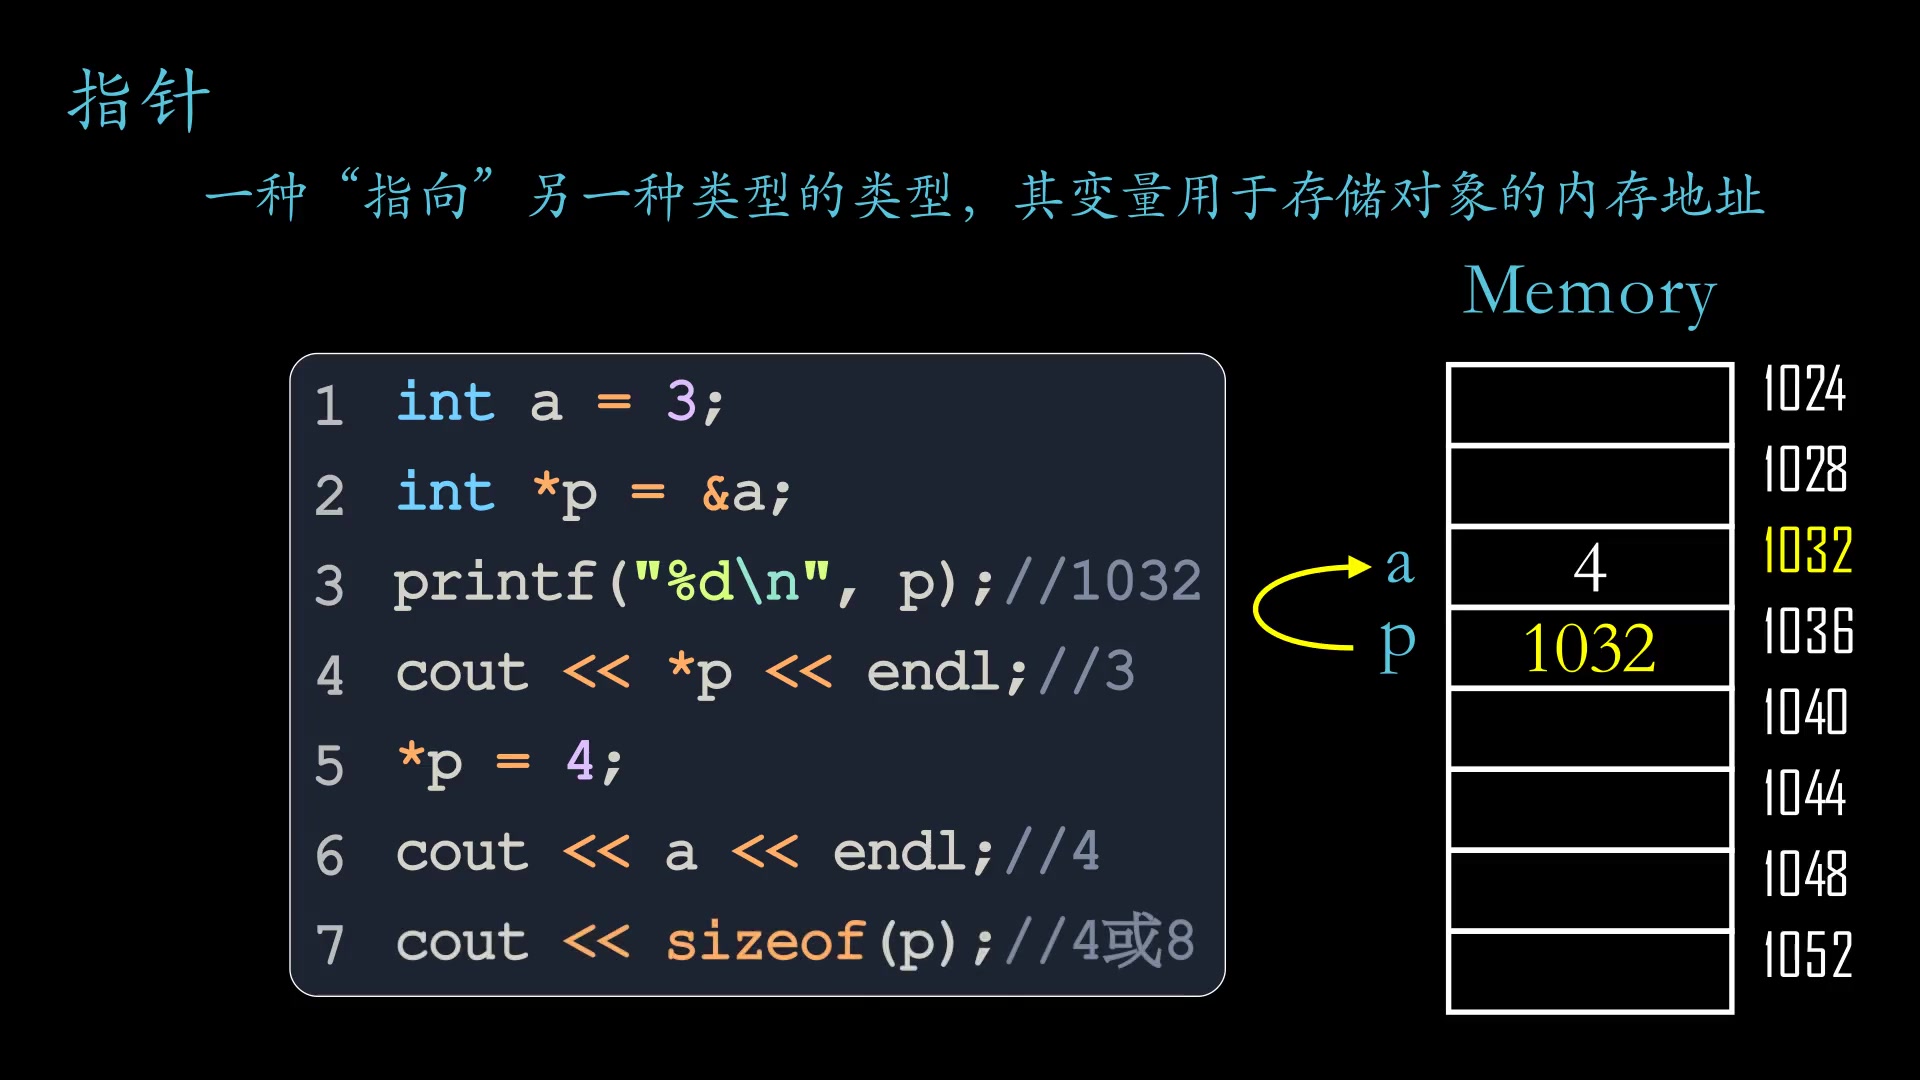 指针
一种“指向”另一种类型的类型，其变量用于存储对象的内存地址
Memory
1 int a = 3;
2 int *p = &a;
3 printf("%d\n", p);//1032
4 cout << *p << endl;//3
5 *p = 4;
6 cout << a << endl;//4
7 cout << sizeof(p);//4或8
1024
1028
a 4 1032
p 1032 1036
1040
1044
1048
1052